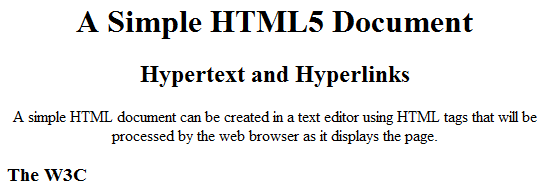 A Simple HTML5 Document
Hypertext and Hyperlinks
A simple HTML document can be created in a text editor using HTML tags that will be
processed by the web browser as it displays the page.
The W3C